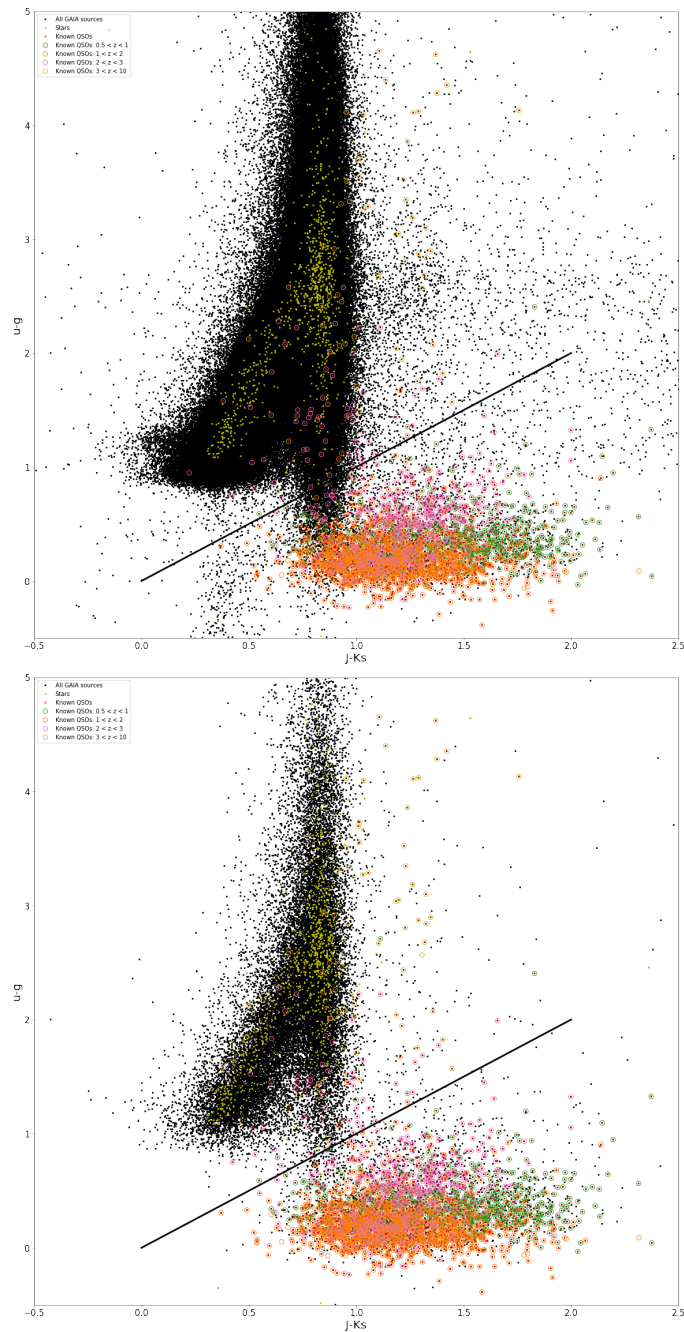 5
All GAIA sources
Stars
Known QSOs
Known QSOs: 0.5 < z < 1
Known QSOs: 1 < z < 2
Known QSOs: 2 < z < 3
Known QSOs: 3 < z < 10
4
3
u-g
2
1
0
−0.5 0.0 0.5 1.0 1.5 2.0 2.5
J-Ks
5
All GAIA sources
Stars
Known QSOs
Known QSOs: 0.5 < z < 1
Known QSOs: 1 < z < 2
Known QSOs: 2 < z < 3
Known QSOs: 3 < z < 10
4
3
u-g
2
1
0
−0.5 0.0 0.5 1.0 1.5 2.0 2.5
J-Ks